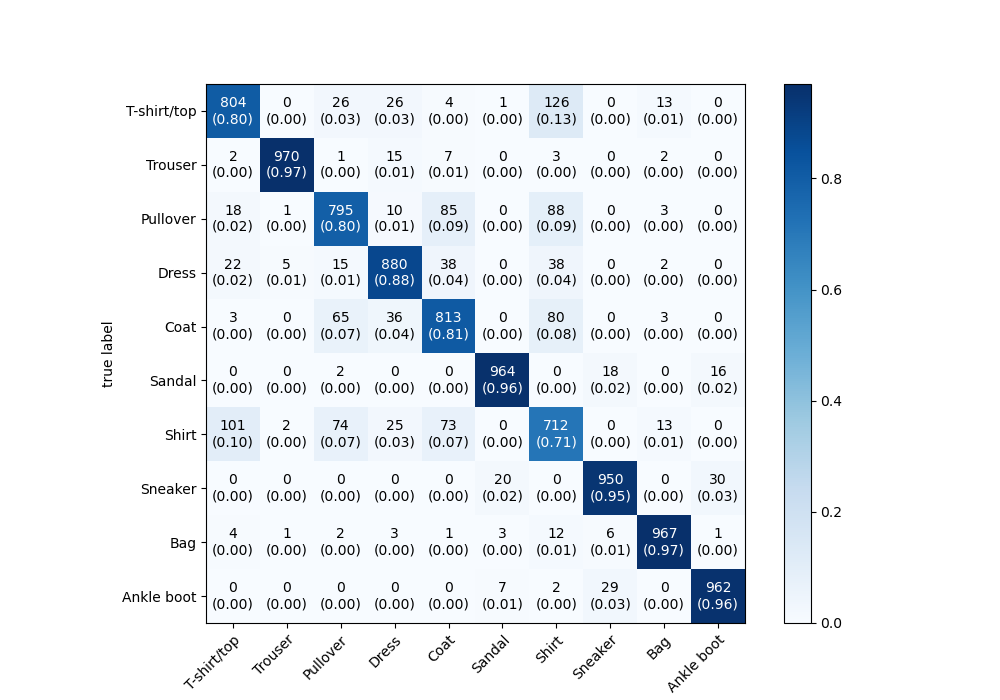 T-shirt/top 804 0 26 26 4 1 126 0 13 0
(0.80) (0.00) (0.03) (0.03) (0.00) (0.00) (0.13) (0.00) (0.01) (0.00)
Trouser 2 970 1 15 7 0 3 0 2 0
(0.00) (0.97) (0.00) (0.01) (0.01) (0.00) (0.00) (0.00) (0.00) (0.00)
Pullover 18 1 795 10 85 0 88 0 3 0
(0.02) (0.00) (0.80) (0.01) (0.09) (0.00) (0.09) (0.00) (0.00) (0.00)
Dress 22 5 15 880 38 0 38 0 2 0
(0.02) (0.01) (0.01) (0.88) (0.04) (0.00) (0.04) (0.00) (0.00) (0.00)
Coat 3 0 65 36 813 0 80 0 3 0
(0.00) (0.00) (0.07) (0.04) (0.81) (0.00) (0.08) (0.00) (0.00) (0.00)
Sandal 0 0 2 0 0 964 0 18 0 16
(0.00) (0.00) (0.00) (0.00) (0.00) (0.96) (0.00) (0.02) (0.00) (0.02)
Shirt 101 2 74 25 73 0 712 0 13 0
(0.10) (0.00) (0.07) (0.03) (0.07) (0.00) (0.71) (0.00) (0.01) (0.00)
Sneaker 0 0 0 0 0 20 0 950 0 30
(0.00) (0.00) (0.00) (0.00) (0.00) (0.02) (0.00) (0.95) (0.00) (0.03)
Bag 4 1 2 3 1 3 12 6 967 1
(0.00) (0.00) (0.00) (0.00) (0.00) (0.00) (0.01) (0.01) (0.97) (0.00)
Ankle boot 0 0 0 0 0 7 2 29 0 962
(0.00) (0.00) (0.00) (0.00) (0.00) (0.01) (0.00) (0.03) (0.00) (0.96)
true label
T-shirt/top Trouser Pullover Dress Coat Sandal Shirt Sneaker Bag Ankle boot
0.8
0.6
0.4
0.2
0.0